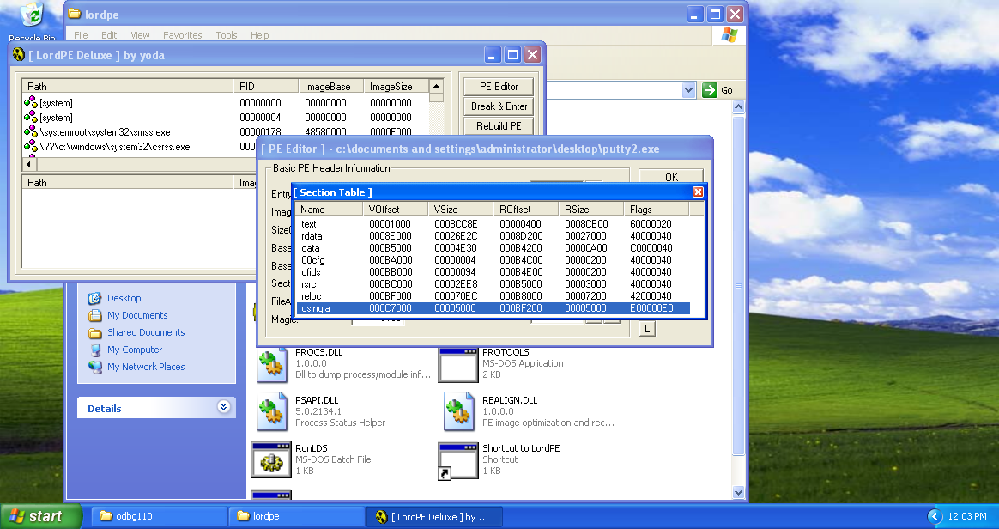 Recycle Bin
lordpe
File Edit View Favorites Tools Help
[ LordPE Deluxe ] by yoda
Path PID ImageBase ImageSize
[system] 00000000 00000000 00000000
[system] 00000004 00000000 00000000
\systemroot\system32\smss.exe 00000178 48580000 0000F000
\??\c:\windows\system32\csrss.exe
Path
PE Editor
Break & Enter
Rebuild PE
Go
[ PE Editor ] - c:\documents and settings\administrator\desktop\putty2.exe
Basic PE Header Information
OK
[ Section Table ]
Name VOffset VSize ROffset RSize Flags
.text 00001000 0008CC8E 00000400 0008CE00 60000020
.rdata 0008E000 00026E2C 0008D200 00027000 40000040
.data 000B5000 00004E30 000B4200 00000A00 C0000040
.00cfg 000BA000 00000004 000B4C00 00000200 40000040
.gfids 000BB000 00000094 000B4E00 00000200 40000040
.rsrc 000BC000 00002EE8 000B5000 00003000 40000040
.reloc 000BF000 000070EC 000B8000 00007200 42000040
.gsingla 000C7000 00005000 000BF200 00005000 E00000E0
Magic:
L
Desktop
My Documents
Shared Documents
My Computer
My Network Places
Details
PROCS.DLL
1.0.0.0
Dll to dump process/module inf...
PROTOOLS
MS-DOS Application
2 KB
PSAPI.DLL
5.0.2134.1
Process Status Helper
REALIGN.DLL
1.0.0.0
PE image optimization and rec...
RunLDS
MS-DOS Batch File
1 KB
Shortcut to LordPE
Shortcut
1 KB
start
odbg110
lordpe
[ LordPE Deluxe ] by ...
12:03 PM